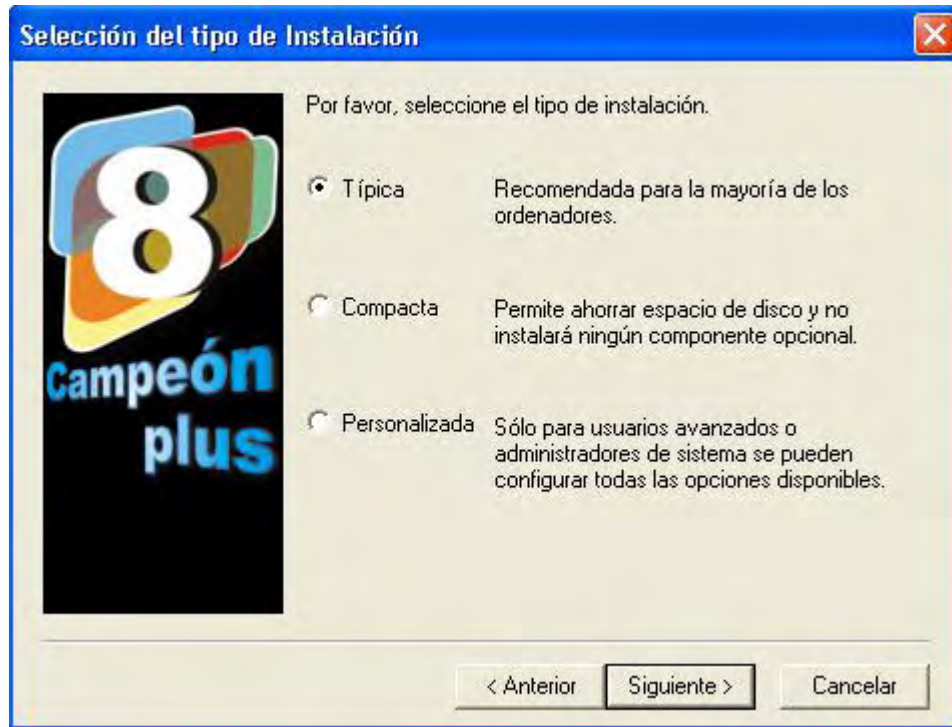 Selección del tipo de Instalación
8
Campeón
plus
Por favor, seleccione el tipo de instalación.
Típica
Recomendada para la mayoría de los
ordenadores.
Compacta
Permite ahorrar espacio de disco y no
instalará ningún componente opcional.
Personalizada
Sólo para usuarios avanzados o
administradores de sistema se pueden
configurar todas las opciones disponibles.
< Anterior
Siguiente >
Cancelar